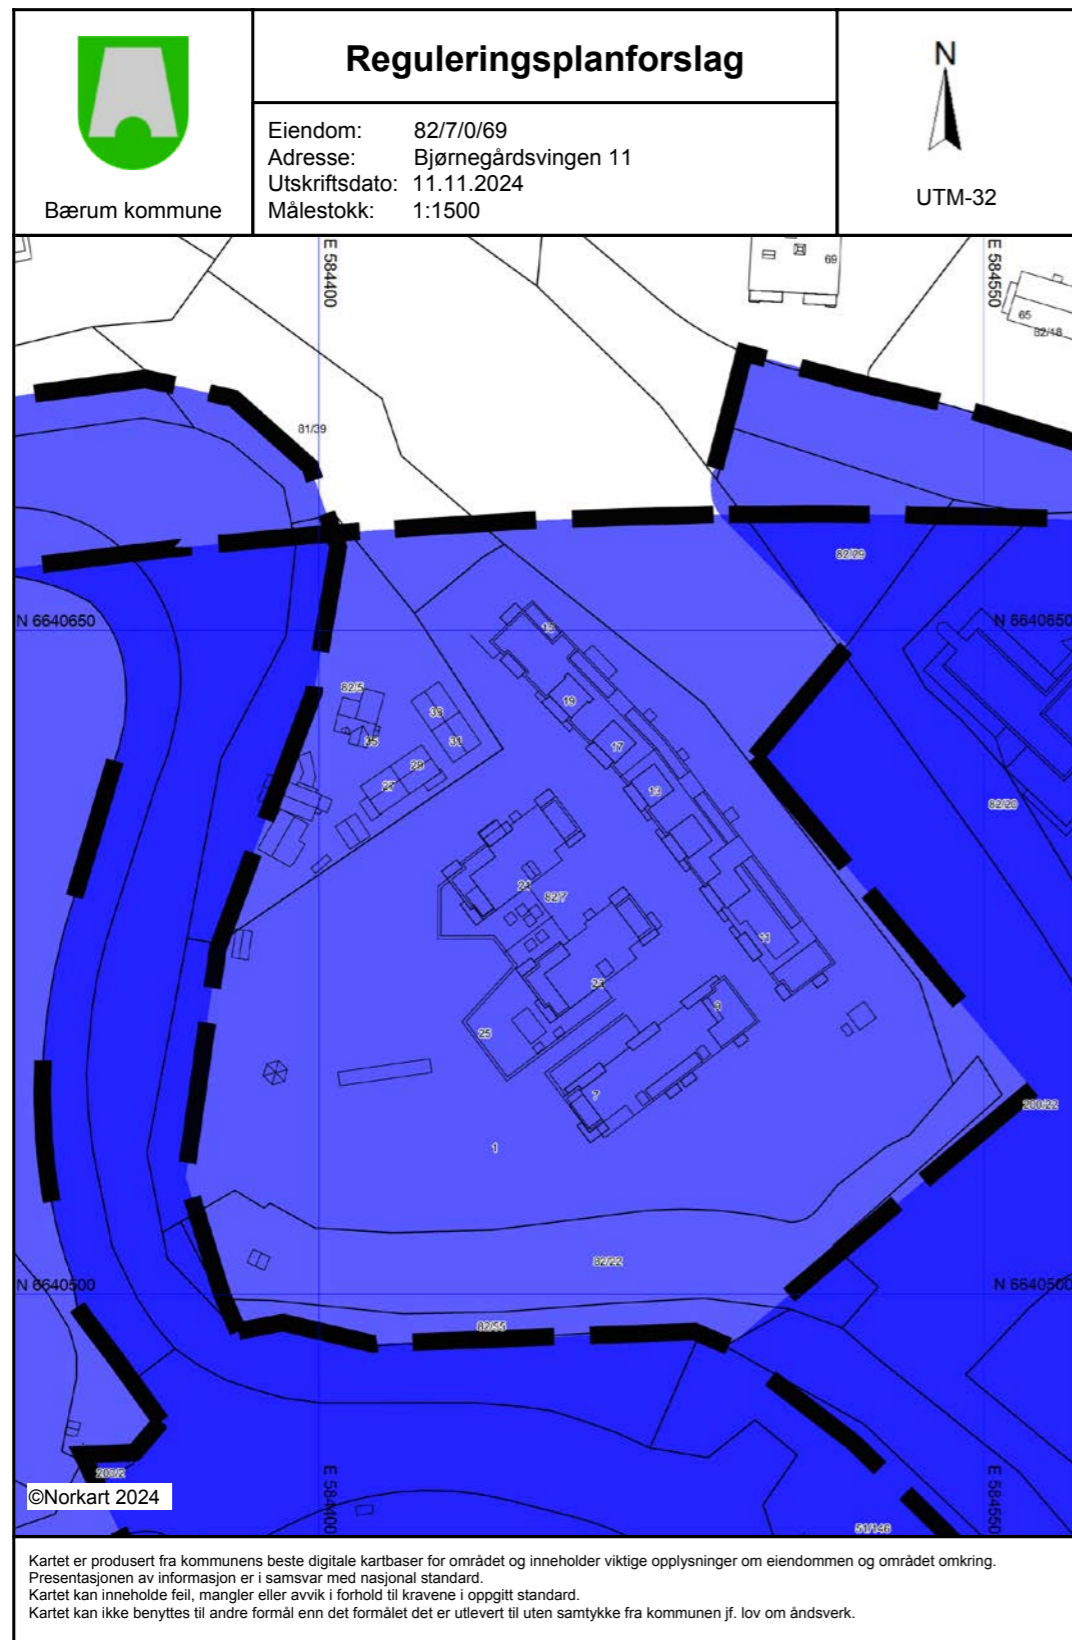 Reguleringsplanforslag
N
Eiendom: 82/7/0/69
Adresse: Bjørnegårdsvingen 11
Utskriftsdato: 11.11.2024
Målestokk: 1:1500
Bærum kommune
UTM-32
E 584400
E 584550
69
65
82/18
81/39
82/29
N 6640650
N 6640650
82/5
19
39
35
31
17
28
27
13
82/20
24
82/7
11
23
9
25
7
200/22
1
82/22
N 6640500
N 6640500
82/55
E 584400
E 584550
203/2
©Norkart 2024
51/146
Kartet er produsert fra kommunens beste digitale kartbaser for området og inneholder viktige opplysninger om eiendommen og området omkring.
Presentasjonen av informasjon er i samsvar med nasjonal standard.
Kartet kan inneholde feil, mangler eller avvik i forhold til kravene i oppgitt standard.
Kartet kan ikke benyttes til andre formål enn det formålet det er utlevert til uten samtykke fra kommunen jf. lov om åndsverk.